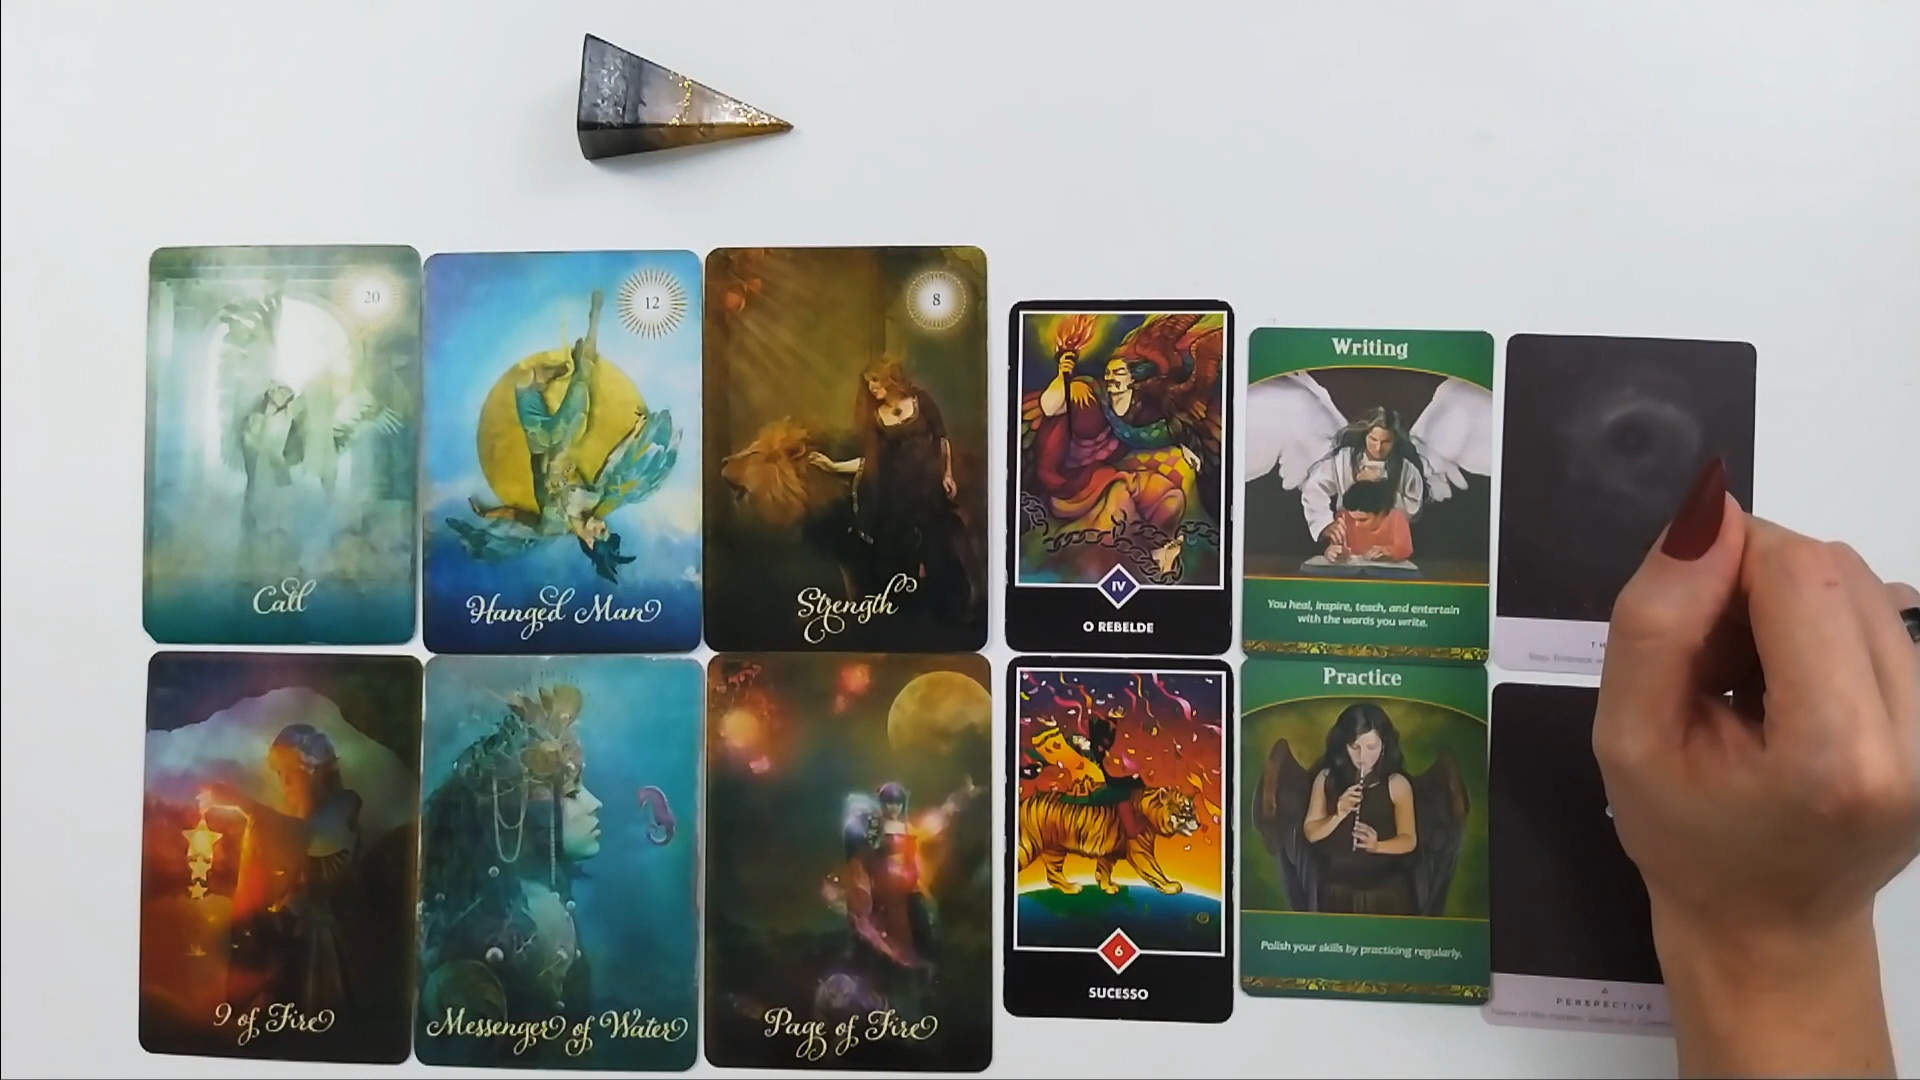 20
Call
12
Hanged Man
8
Strength
IV
O REBELDE
Writing
You heal, inspire, teach, and entertain
with the words you write.
9 of Fire
Messenger of Water
Page of Fire
6
SUCESSO
Practice
Polish your skills by practicing regularly.
PERSPECTIVE